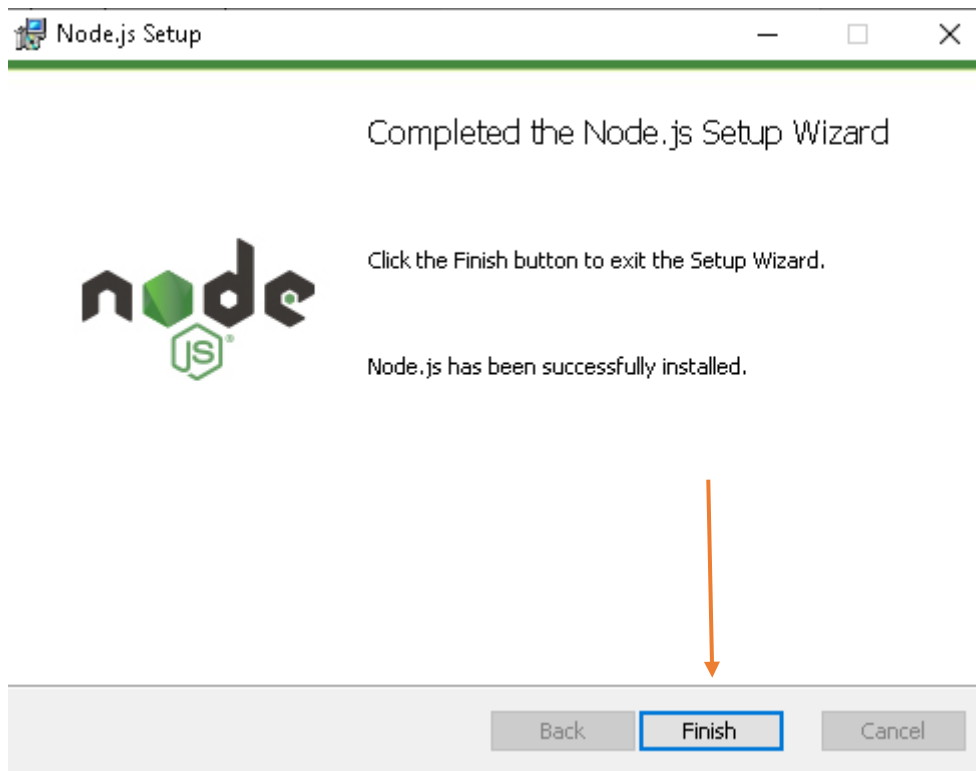 Node.js Setup
Completed the Node.js Setup Wizard
Click the Finish button to exit the Setup Wizard.
node
JS®
Node.js has been successfully installed.
Back
Finish
Cancel